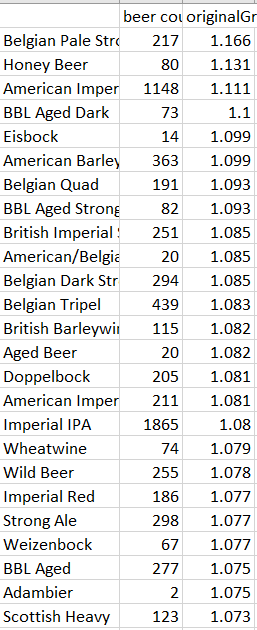 beer cou originalGr
Belgian Pale Stro 217 1.166
Honey Beer 80 1.131
American Imper 1148 1.111
BBL Aged Dark 73 1.1
Eisbock 14 1.099
American Barley 363 1.099
Belgian Quad 191 1.093
BBL Aged Strong 82 1.093
British Imperial 251 1.085
American/Belgia 20 1.085
Belgian Dark Str 294 1.085
Belgian Tripel 439 1.083
British Barleywi 115 1.082
Aged Beer 20 1.082
Doppelbock 205 1.081
American Imper 211 1.081
Imperial IPA 1865 1.08
Wheatwine 74 1.079
Wild Beer 255 1.078
Imperial Red 186 1.077
Strong Ale 298 1.077
Weizenbock 67 1.077
BBL Aged 277 1.075
Adambier 2 1.075
Scottish Heavy 123 1.073